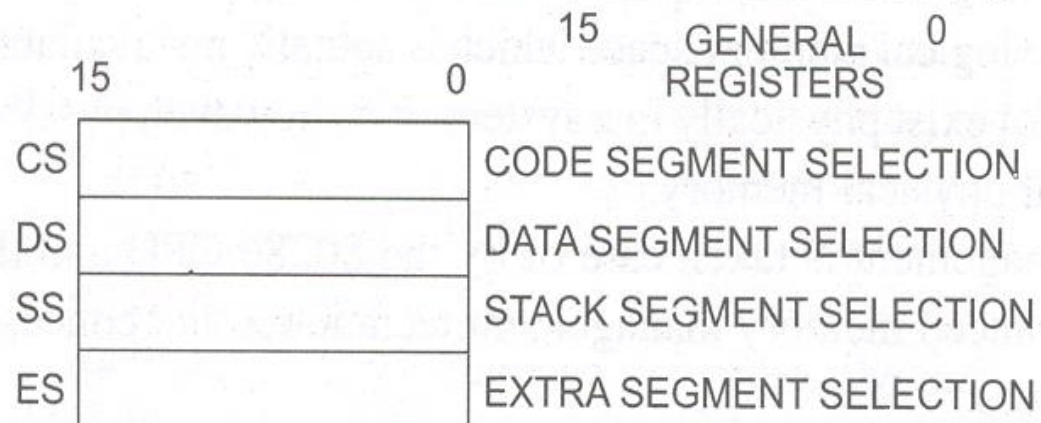 15 GENERAL 0
REGISTERS
15 0
CS CODE SEGMENT SELECTION
DS DATA SEGMENT SELECTION
SS STACK SEGMENT SELECTION
ES EXTRA SEGMENT SELECTION